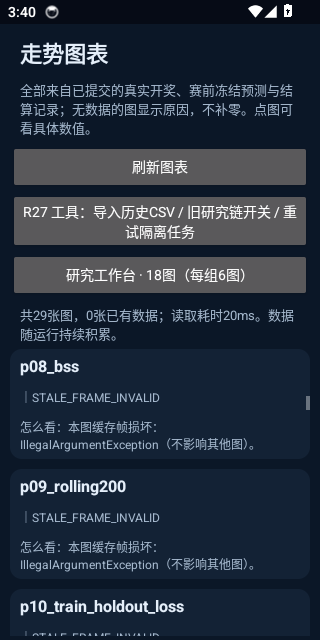 3:40
走势图表
全部来自已提交的真实开奖、赛前冻结预测与结
算记录；无数据的图显示原因，不补零。点图可
看具体数值。
刷新图表
R27 工具：导入历史CSV / 旧研究链开关 / 重
试隔离任务
研究工作台 · 18图（每组6图）
共29张图，0张已有数据；读取耗时20ms。数据
随运行持续积累。
p08_bss
｜STALE_FRAME_INVALID
怎么看：本图缓存帧损坏：
IllegalArgumentException（不影响其他图）。
p09_rolling200
｜STALE_FRAME_INVALID
怎么看：本图缓存帧损坏：
IllegalArgumentException（不影响其他图）。
p10_train_holdout_loss
｜STALE_FRAME_INVALID